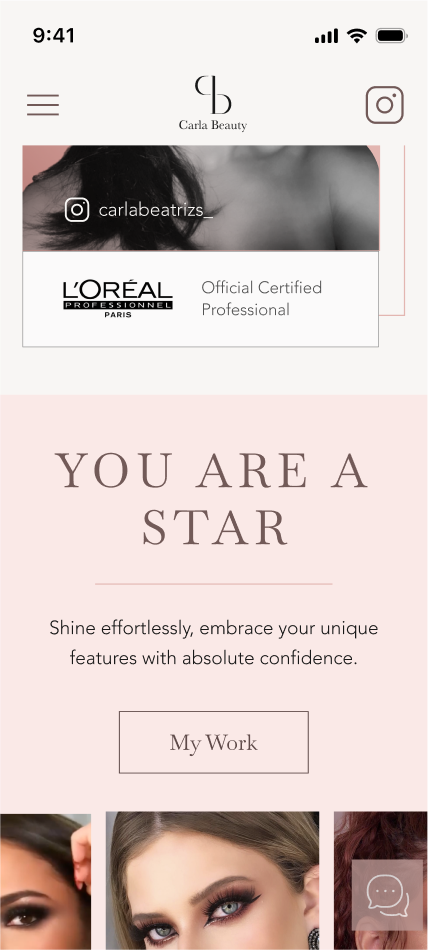 9:41
Carla Beauty
carlabeatrizs_
L'ORÉAL
PROFESSIONNEL
PARIS
Official Certified
Professional
YOU ARE A
STAR
Shine effortlessly, embrace your unique
features with absolute confidence.
My Work